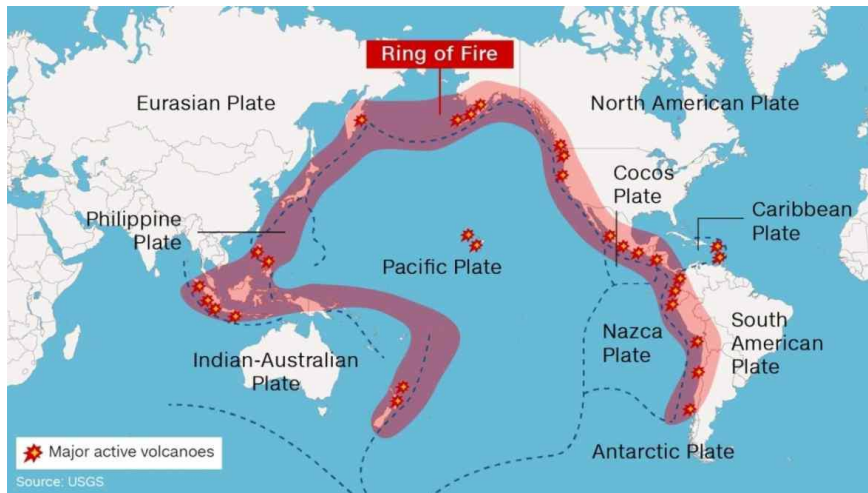 Ring of Fire
Eurasian Plate
North American Plate
Cocos
Plate
Caribbean
Plate
Philippine
Plate
Pacific Plate
Nazca
Plate
South
American
Plate
Indian-Australian
Plate
Antarctic Plate
Major active volcanoes
Source: USGS